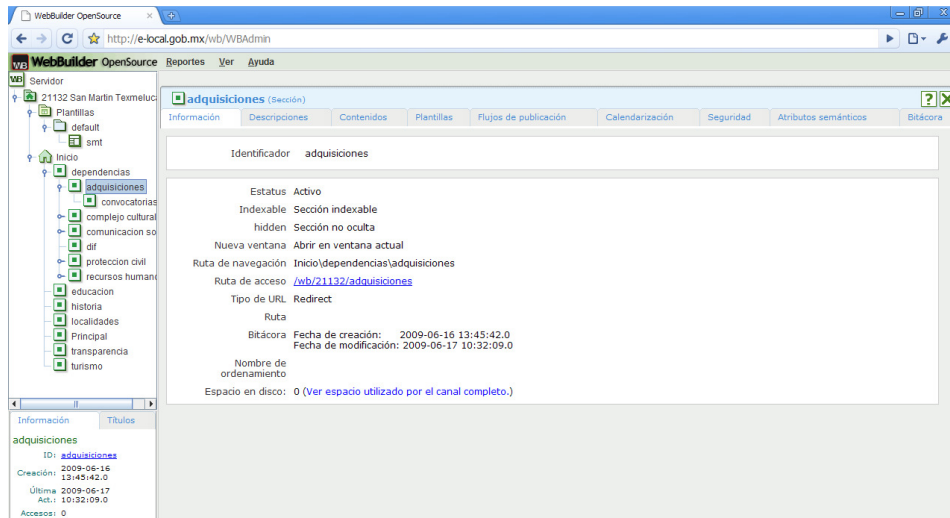 WebBuilder OpenSource
http://e-local.gob.mx/wb/WBAdmin
WB WebBuilder OpenSource Reportes Ver Ayuda
WB Servidor
21132 San Martin Texmeluc
Plantillas
default
smt
Inicio
dependencias
adquisiciones
convocatorias
complejo cultural
comunicacion so
dif
proteccion civil
recursos human
educacion
historia
localidades
Principal
transparencia
turismo
Información Títulos
adquisiciones
ID: adquisiciones
Creación: 2009-06-16
13:45:42.0
Última 2009-06-17
Act.: 10:32:09.0
Accesos: 0
adquisiciones (Sección)
?
Información Descripciones Contenidos Plantillas Flujos de publicación Calendarización Seguridad Atributos semánticos Bitácora
Identificador adquisiciones
Estatus Activo
Indexable Sección indexable
hidden Sección no oculta
Nueva ventana Abrir en ventana actual
Ruta de navegación Inicio\dependencias\adquisiciones
Ruta de acceso /wb/21132/adquisiciones
Tipo de URL Redirect
Ruta
Bitácora Fecha de creación: 2009-06-16 13:45:42.0
Fecha de modificación: 2009-06-17 10:32:09.0
Nombre de
ordenamiento
Espacio en disco: 0 (Ver espacio utilizado por el canal completo.)